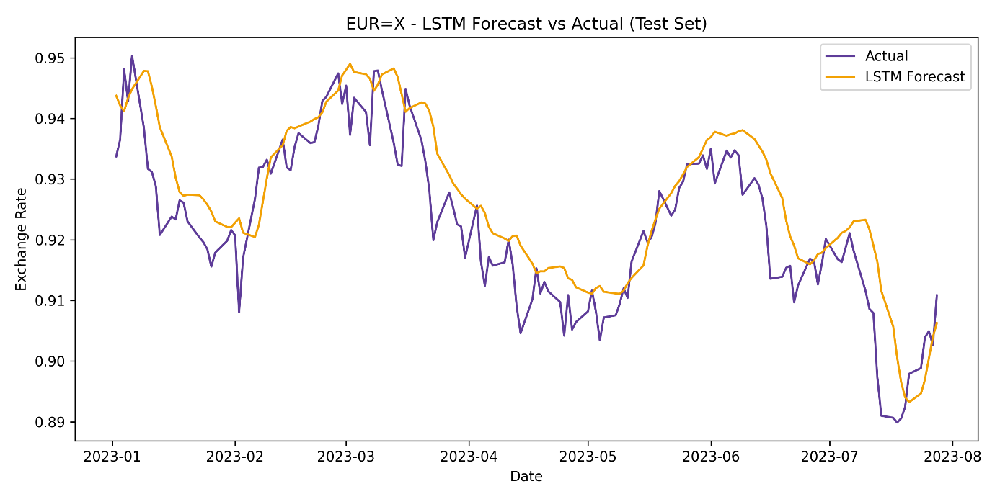 EUR=X - LSTM Forecast vs Actual (Test Set)
Actual
LSTM Forecast
Exchange Rate
0.95
0.94
0.93
0.92
0.91
0.90
0.89
2023-01 2023-02 2023-03 2023-04 2023-05 2023-06 2023-07 2023-08
Date